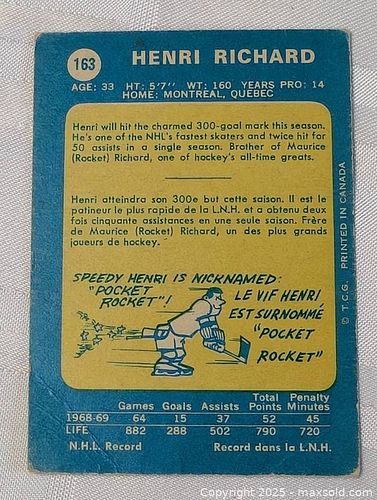 163
HENRI RICHARD
AGE: 33 HT: 5'7" WT: 160 YEARS PRO: 14
HOME: MONTREAL, QUEBEC
Henri will hit the charmed 300-goal mark this season.
He's one of the NHL's fastest skaters and twice hit for
50 assists in a single season. Brother of Maurice
(Rocket) Richard, one of hockey's all-time greats.
Henri atteindra son 300e but cette saison. Il est le
patineur le plus rapide de la L.N.H. et a obtenu deux
fois cinquante assistances en une seule saison. Frère
de Maurice (Rocket) Richard, un des plus grands
joueurs de hockey.
SPEEDY HENRI IS NICKNAMED:
"POCKET
ROCKET"!
LE VIF HENRI
EST SURNOMMÉ
"POCKET
ROCKET"
© T.C.G. PRINTED IN CANADA
Games Goals Assists Total Points Penalty Minutes
1968-69 64 15 37 52 45
LIFE 882 288 502 790 720
N.H.L. Record Record dans la L.N.H.
Copyright 2025 - maxsold.com